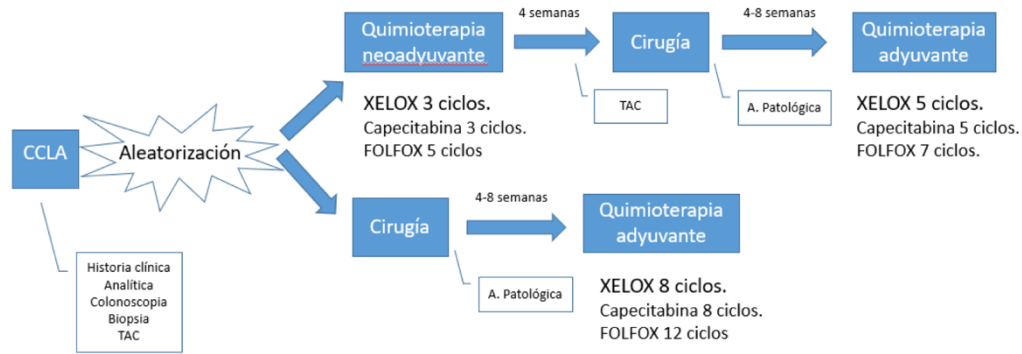 CCLA
Aleatorización
Historia clínica
Analítica
Colonoscopia
Biopsia
TAC
Quimioterapia
neoadyuvante
XELOX 3 ciclos.
Capecitabina 3 ciclos.
FOLFOX 5 ciclos
4 semanas
TAC
Cirugía
4-8 semanas
A. Patológica
Quimioterapia
adyuvante
XELOX 5 ciclos.
Capecitabina 5 ciclos.
FOLFOX 7 ciclos.
Cirugía
4-8 semanas
A. Patológica
Quimioterapia
adyuvante
XELOX 8 ciclos.
Capecitabina 8 ciclos.
FOLFOX 12 ciclos